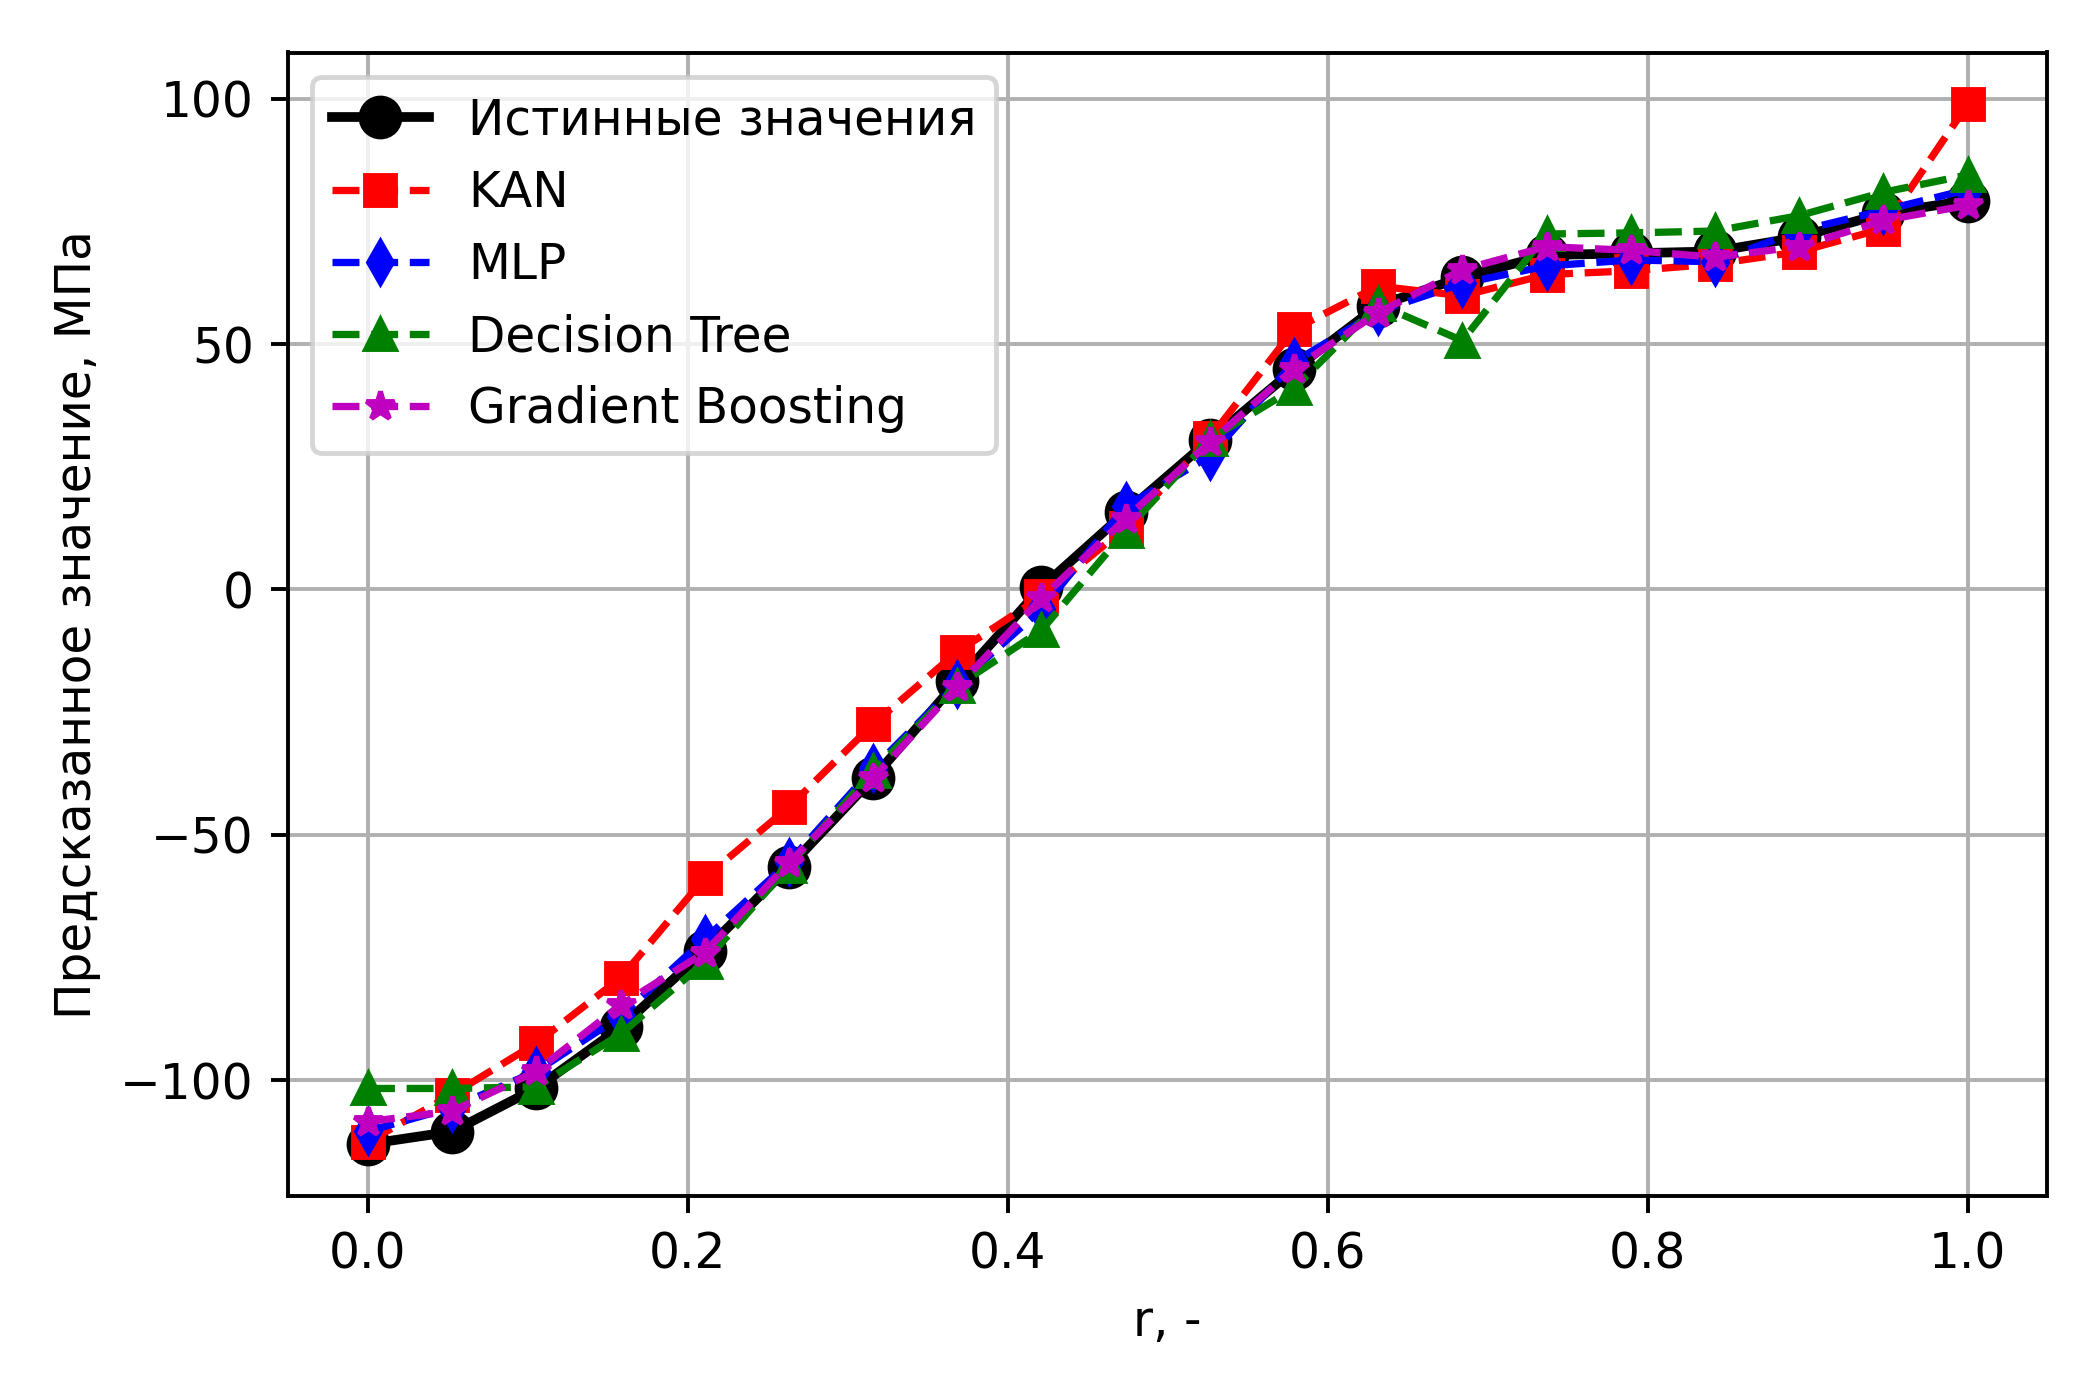 Предсказанное значение, МПа
100
50
0
−50
−100
Истинные значения
KAN
MLP
Decision Tree
Gradient Boosting
0.0 0.2 0.4 0.6 0.8 1.0
r, -